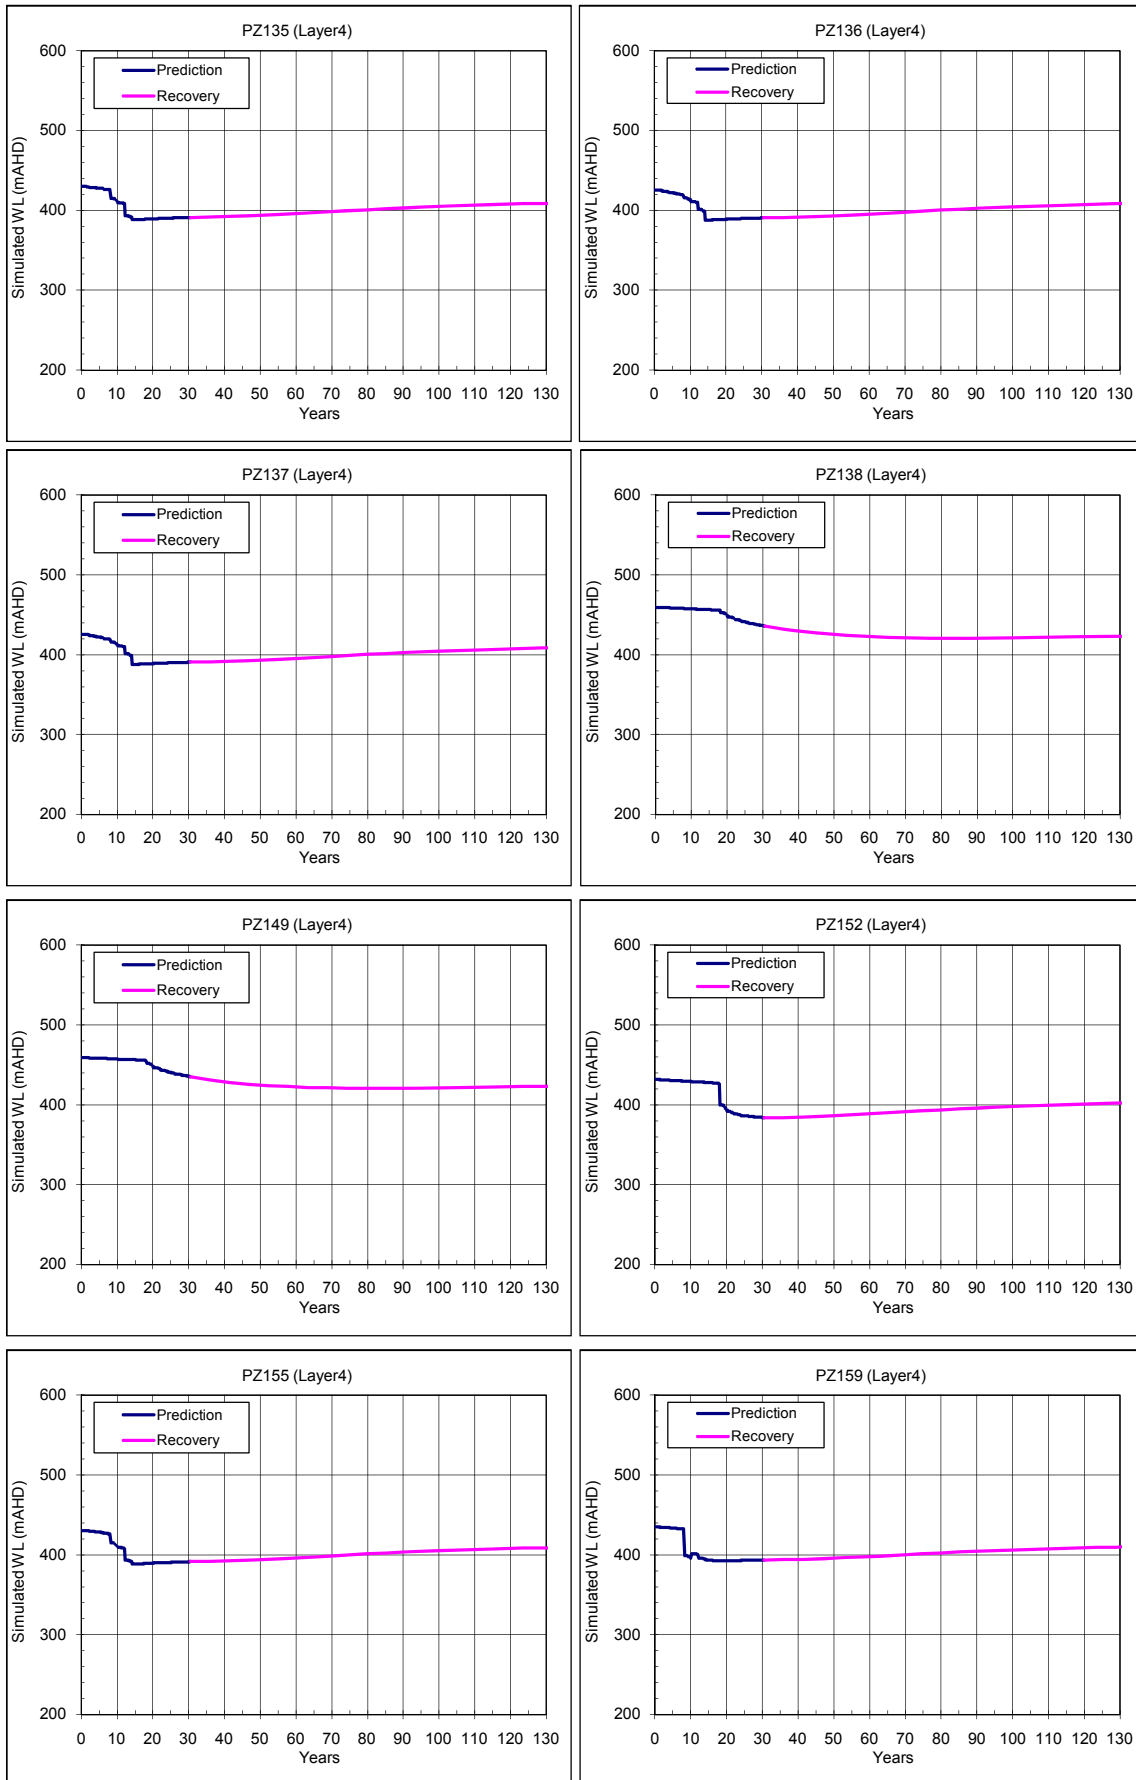 PZ135 (Layer4)
600
500
400
300
200
Simulated WL (mAHD)
Prediction
Recovery
0 10 20 30 40 50 60 70 80 90 100 110 120 130
Years
PZ136 (Layer4)
600
500
400
300
200
Simulated WL (mAHD)
Prediction
Recovery
0 10 20 30 40 50 60 70 80 90 100 110 120 130
Years
PZ137 (Layer4)
600
500
400
300
200
Simulated WL (mAHD)
Prediction
Recovery
0 10 20 30 40 50 60 70 80 90 100 110 120 130
Years
PZ138 (Layer4)
600
500
400
300
200
Simulated WL (mAHD)
Prediction
Recovery
0 10 20 30 40 50 60 70 80 90 100 110 120 130
Years
PZ149 (Layer4)
600
500
400
300
200
Simulated WL (mAHD)
Prediction
Recovery
0 10 20 30 40 50 60 70 80 90 100 110 120 130
Years
PZ152 (Layer4)
600
500
400
300
200
Simulated WL (mAHD)
Prediction
Recovery
0 10 20 30 40 50 60 70 80 90 100 110 120 130
Years
PZ155 (Layer4)
600
500
400
300
200
Simulated WL (mAHD)
Prediction
Recovery
0 10 20 30 40 50 60 70 80 90 100 110 120 130
Years
PZ159 (Layer4)
600
500
400
300
200
Simulated WL (mAHD)
Prediction
Recovery
0 10 20 30 40 50 60 70 80 90 100 110 120 130
Years